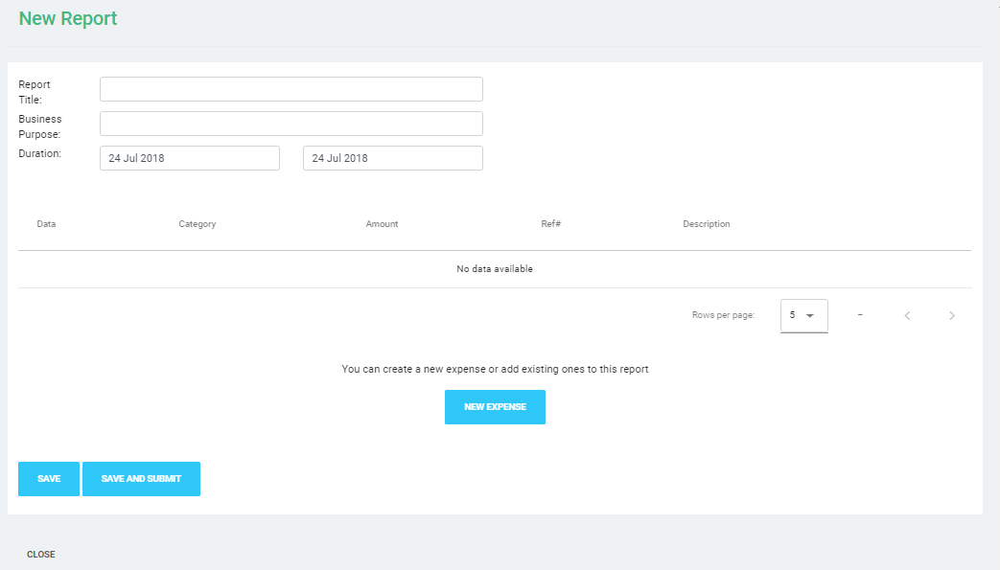 New Report
Report
Title:
Business
Purpose:
Duration:
24 Jul 2018 24 Jul 2018
Data Category Amount Ref# Description
No data available
Rows per page: 5 –
You can create a new expense or add existing ones to this report
NEW EXPENSE
SAVE SAVE AND SUBMIT
CLOSE